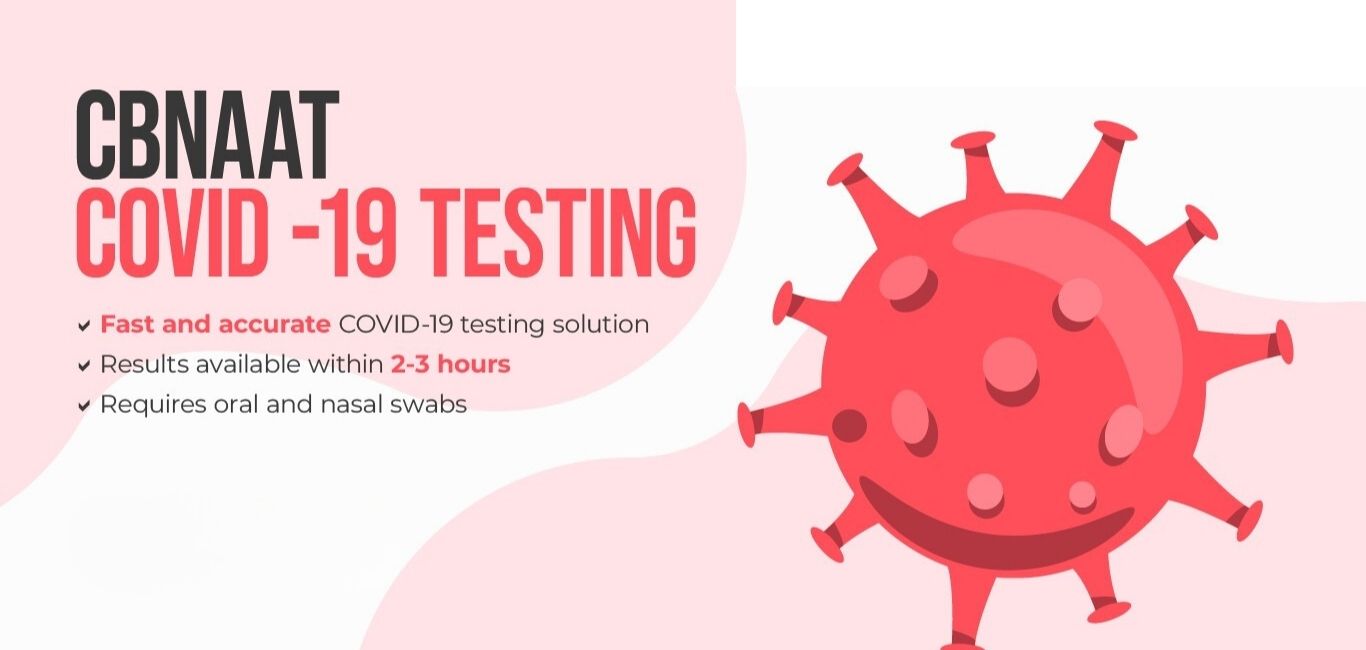 CBNAAT
COVID -19 TESTING
Fast and accurate COVID-19 testing solution
Results available within 2-3 hours
Requires oral and nasal swabs